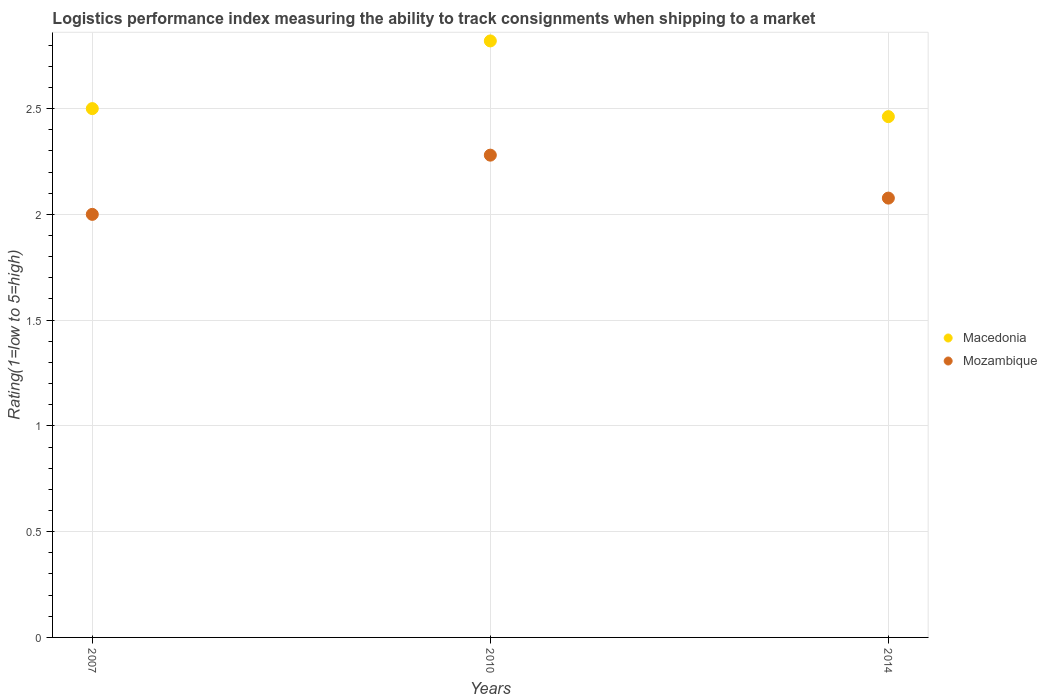 Logistics performance index measuring the ability to track consignments when shipping to a market
Rating(1=low to 5=high)
2.5
2
1.5
1
0.5
0
2007
2010
2014
Years
Macedonia
Mozambique